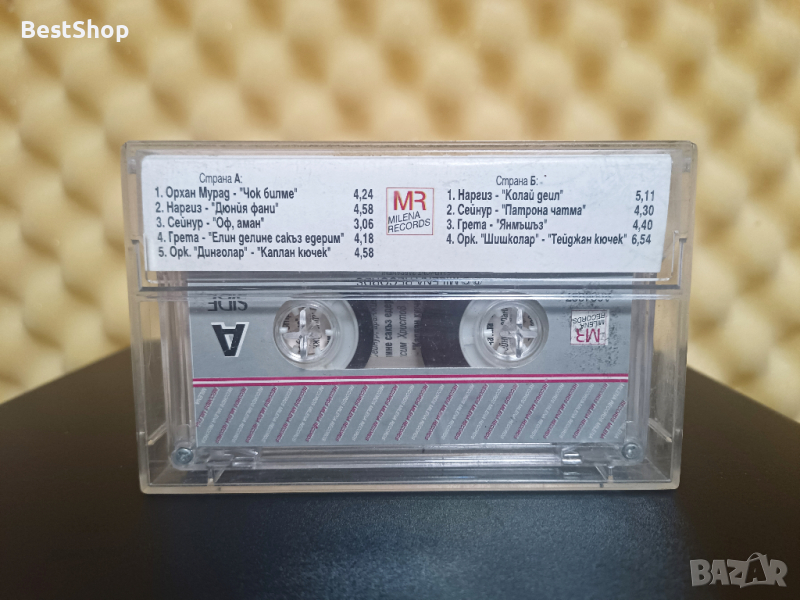 BestShop
Страна А:
1. Орхан Мурад - "Чок билме" 4,24
2. Наргиз - "Дюнйя фани" 4,58
3. Сейнур - "Оф, аман" 3,06
4. Грета - "Елин делине сакъз едерим" 4,18
5. Орк. "Динголар" - "Каплан кючек" 4,58
MR
MILENA
RECORDS
Страна Б:
1. Наргиз - "Колай деил" 5,11
2. Сейнур - "Патрона чатма" 4,30
3. Грета - "Янмъшъз" 4,40
4. Орк. "Шишколар" - "Тейджан кючек" 6,54
SIDE
A
MR
MILENA
RECORDS
BAZAR